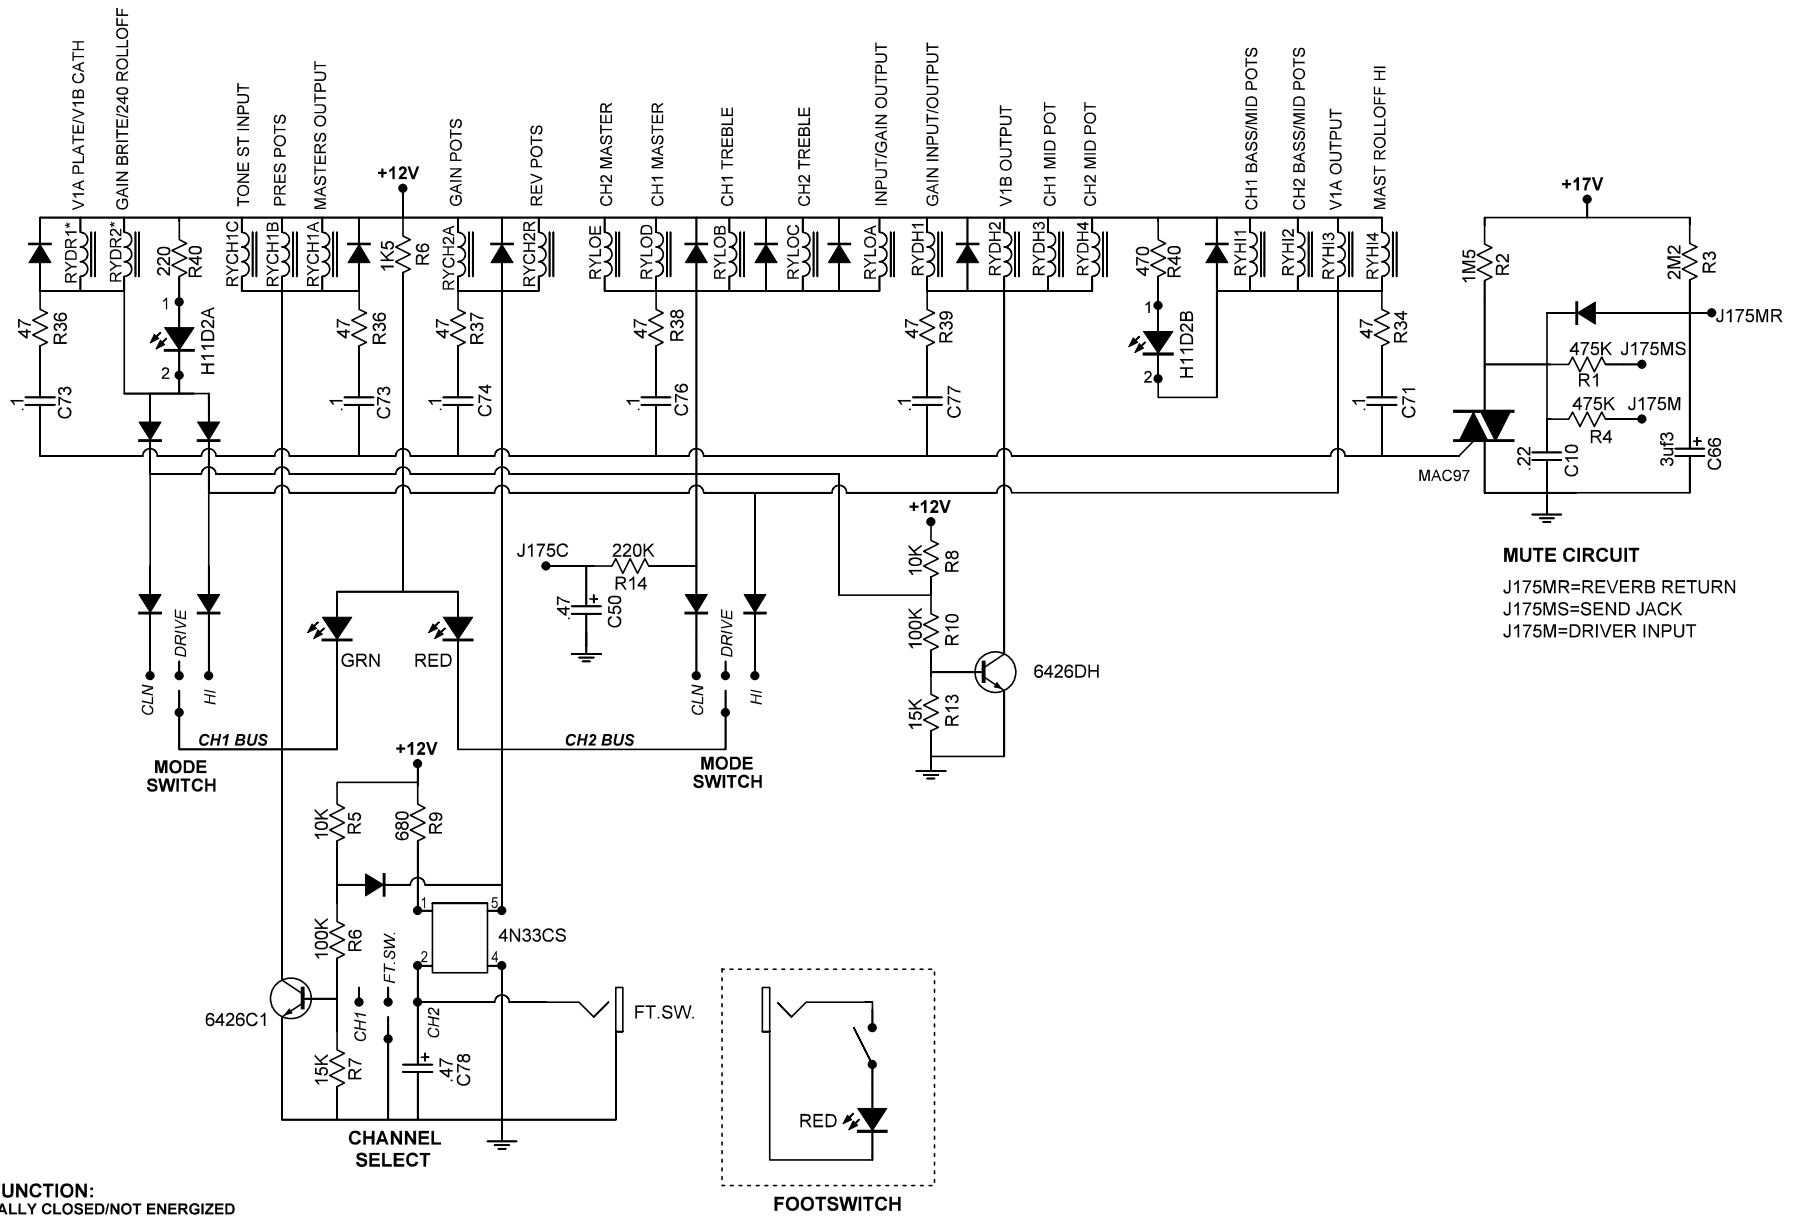 V1A PLATE/V1B CATH
GAIN BRITE/240 ROLLOFF
TONE ST INPUT
PRES POTS
MASTERS OUTPUT
+12V
GAIN POTS
REV POTS
CH2 MASTER
CH1 MASTER
CH1 TREBLE
CH2 TREBLE
INPUT/GAIN OUTPUT
GAIN INPUT/OUTPUT
V1B OUTPUT
CH1 MID POT
CH2 MID POT
CH1 BASS/MID POTS
CH2 BASS/MID POTS
V1A OUTPUT
MAST ROLLOFF HI
+17V
RYDR1*
RYDR2*
220
R40
RYCH1C
RYCH1B
RYCH1A
1K5
R6
RYCH2A
RYCH2R
RYLOE
RYLOD
RYLOB
RYLOC
RYLOA
RYDH1
RYDH2
RYDH3
RYDH4
470
R40
RYHI1
RYHI2
RYHI3
RYHI4
1M5
R2
2M2
R3
47
R36
1
2
H11D2A
47
R36
47
R37
47
R38
47
R39
1
2
H11D2B
47
R34
J175MR
475K
J175MS
R1
475K
J175M
R4
.1
C73
.1
C73
.1
C74
.1
C76
.1
C77
.1
C71
MAC97
.22
C10
3uf3
+
C66
+12V
10K
R8
J175C
220K
R14
.47
+
C50
100K
R10
6426DH
15K
R13
MUTE CIRCUIT
J175MR=REVERB RETURN
J175MS=SEND JACK
J175M=DRIVER INPUT
GRN
RED
CLN
DRIVE
HI
CH1 BUS
MODE
SWITCH
CLN
DRIVE
HI
CH2 BUS
MODE
SWITCH
+12V
10K
R5
680
R9
1
5
4N33CS
2
4
100K
R6
FT.SW.
6426C1
CH1
CH2
FT.SW.
15K
R7
+
.47
C78
CHANNEL
SELECT
RED
FOOTSWITCH
UNCTION:
ALLY CLOSED/NOT ENERGIZED